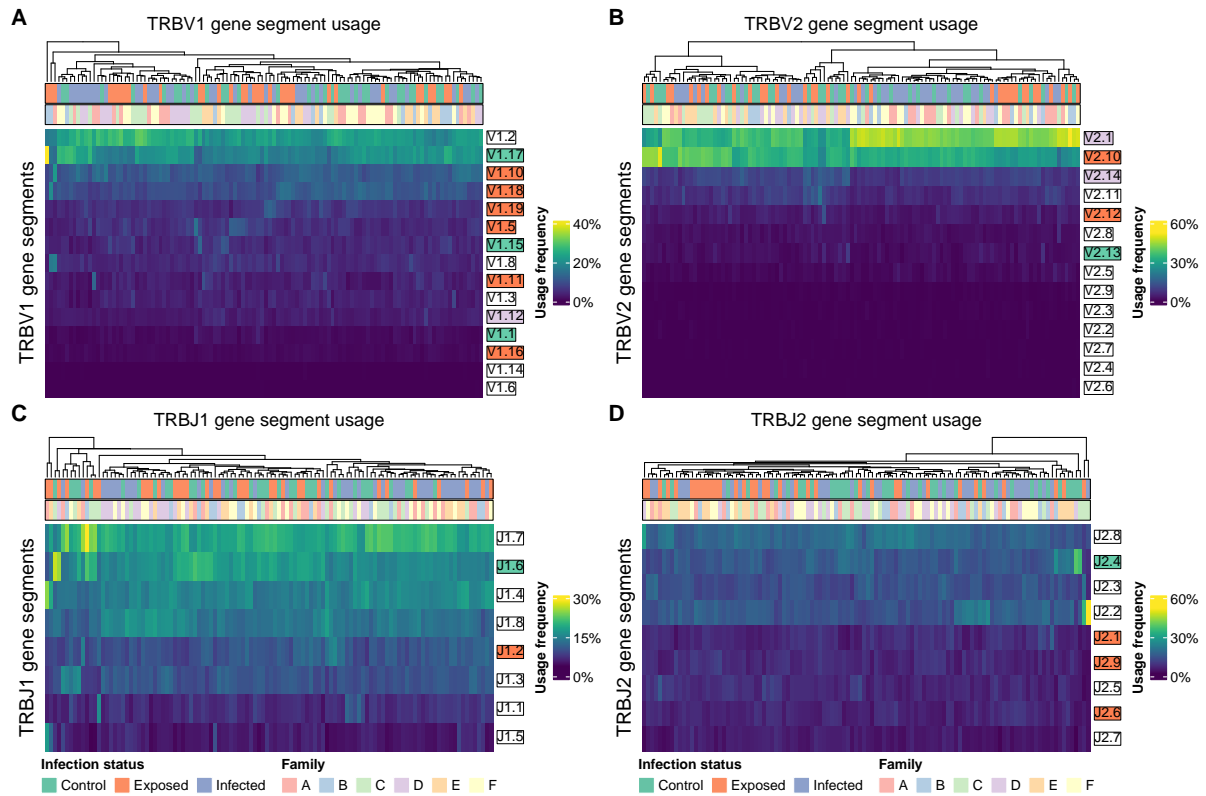 A
TRBV1 gene segment usage
TRBV1 gene segments
V1.2
V1.17
V1.10
V1.18
V1.19
V1.5
V1.15
V1.8
V1.11
V1.3
V1.12
V1.1
V1.16
V1.14
V1.6
Usage frequency
40%
20%
0%
B
TRBV2 gene segment usage
TRBV2 gene segments
V2.1
V2.10
V2.14
V2.11
V2.12
V2.8
V2.13
V2.5
V2.9
V2.3
V2.2
V2.7
V2.4
V2.6
Usage frequency
60%
30%
0%
C
TRBJ1 gene segment usage
TRBJ1 gene segments
J1.7
J1.6
J1.4
J1.8
J1.2
J1.3
J1.1
J1.5
Usage frequency
30%
15%
0%
Infection status
Control Exposed Infected
Family
A B C D E F
D
TRBJ2 gene segment usage
TRBJ2 gene segments
J2.8
J2.4
J2.3
J2.2
J2.1
J2.9
J2.5
J2.6
J2.7
Usage frequency
60%
30%
0%
Infection status
Control Exposed Infected
Family
A B C D E F